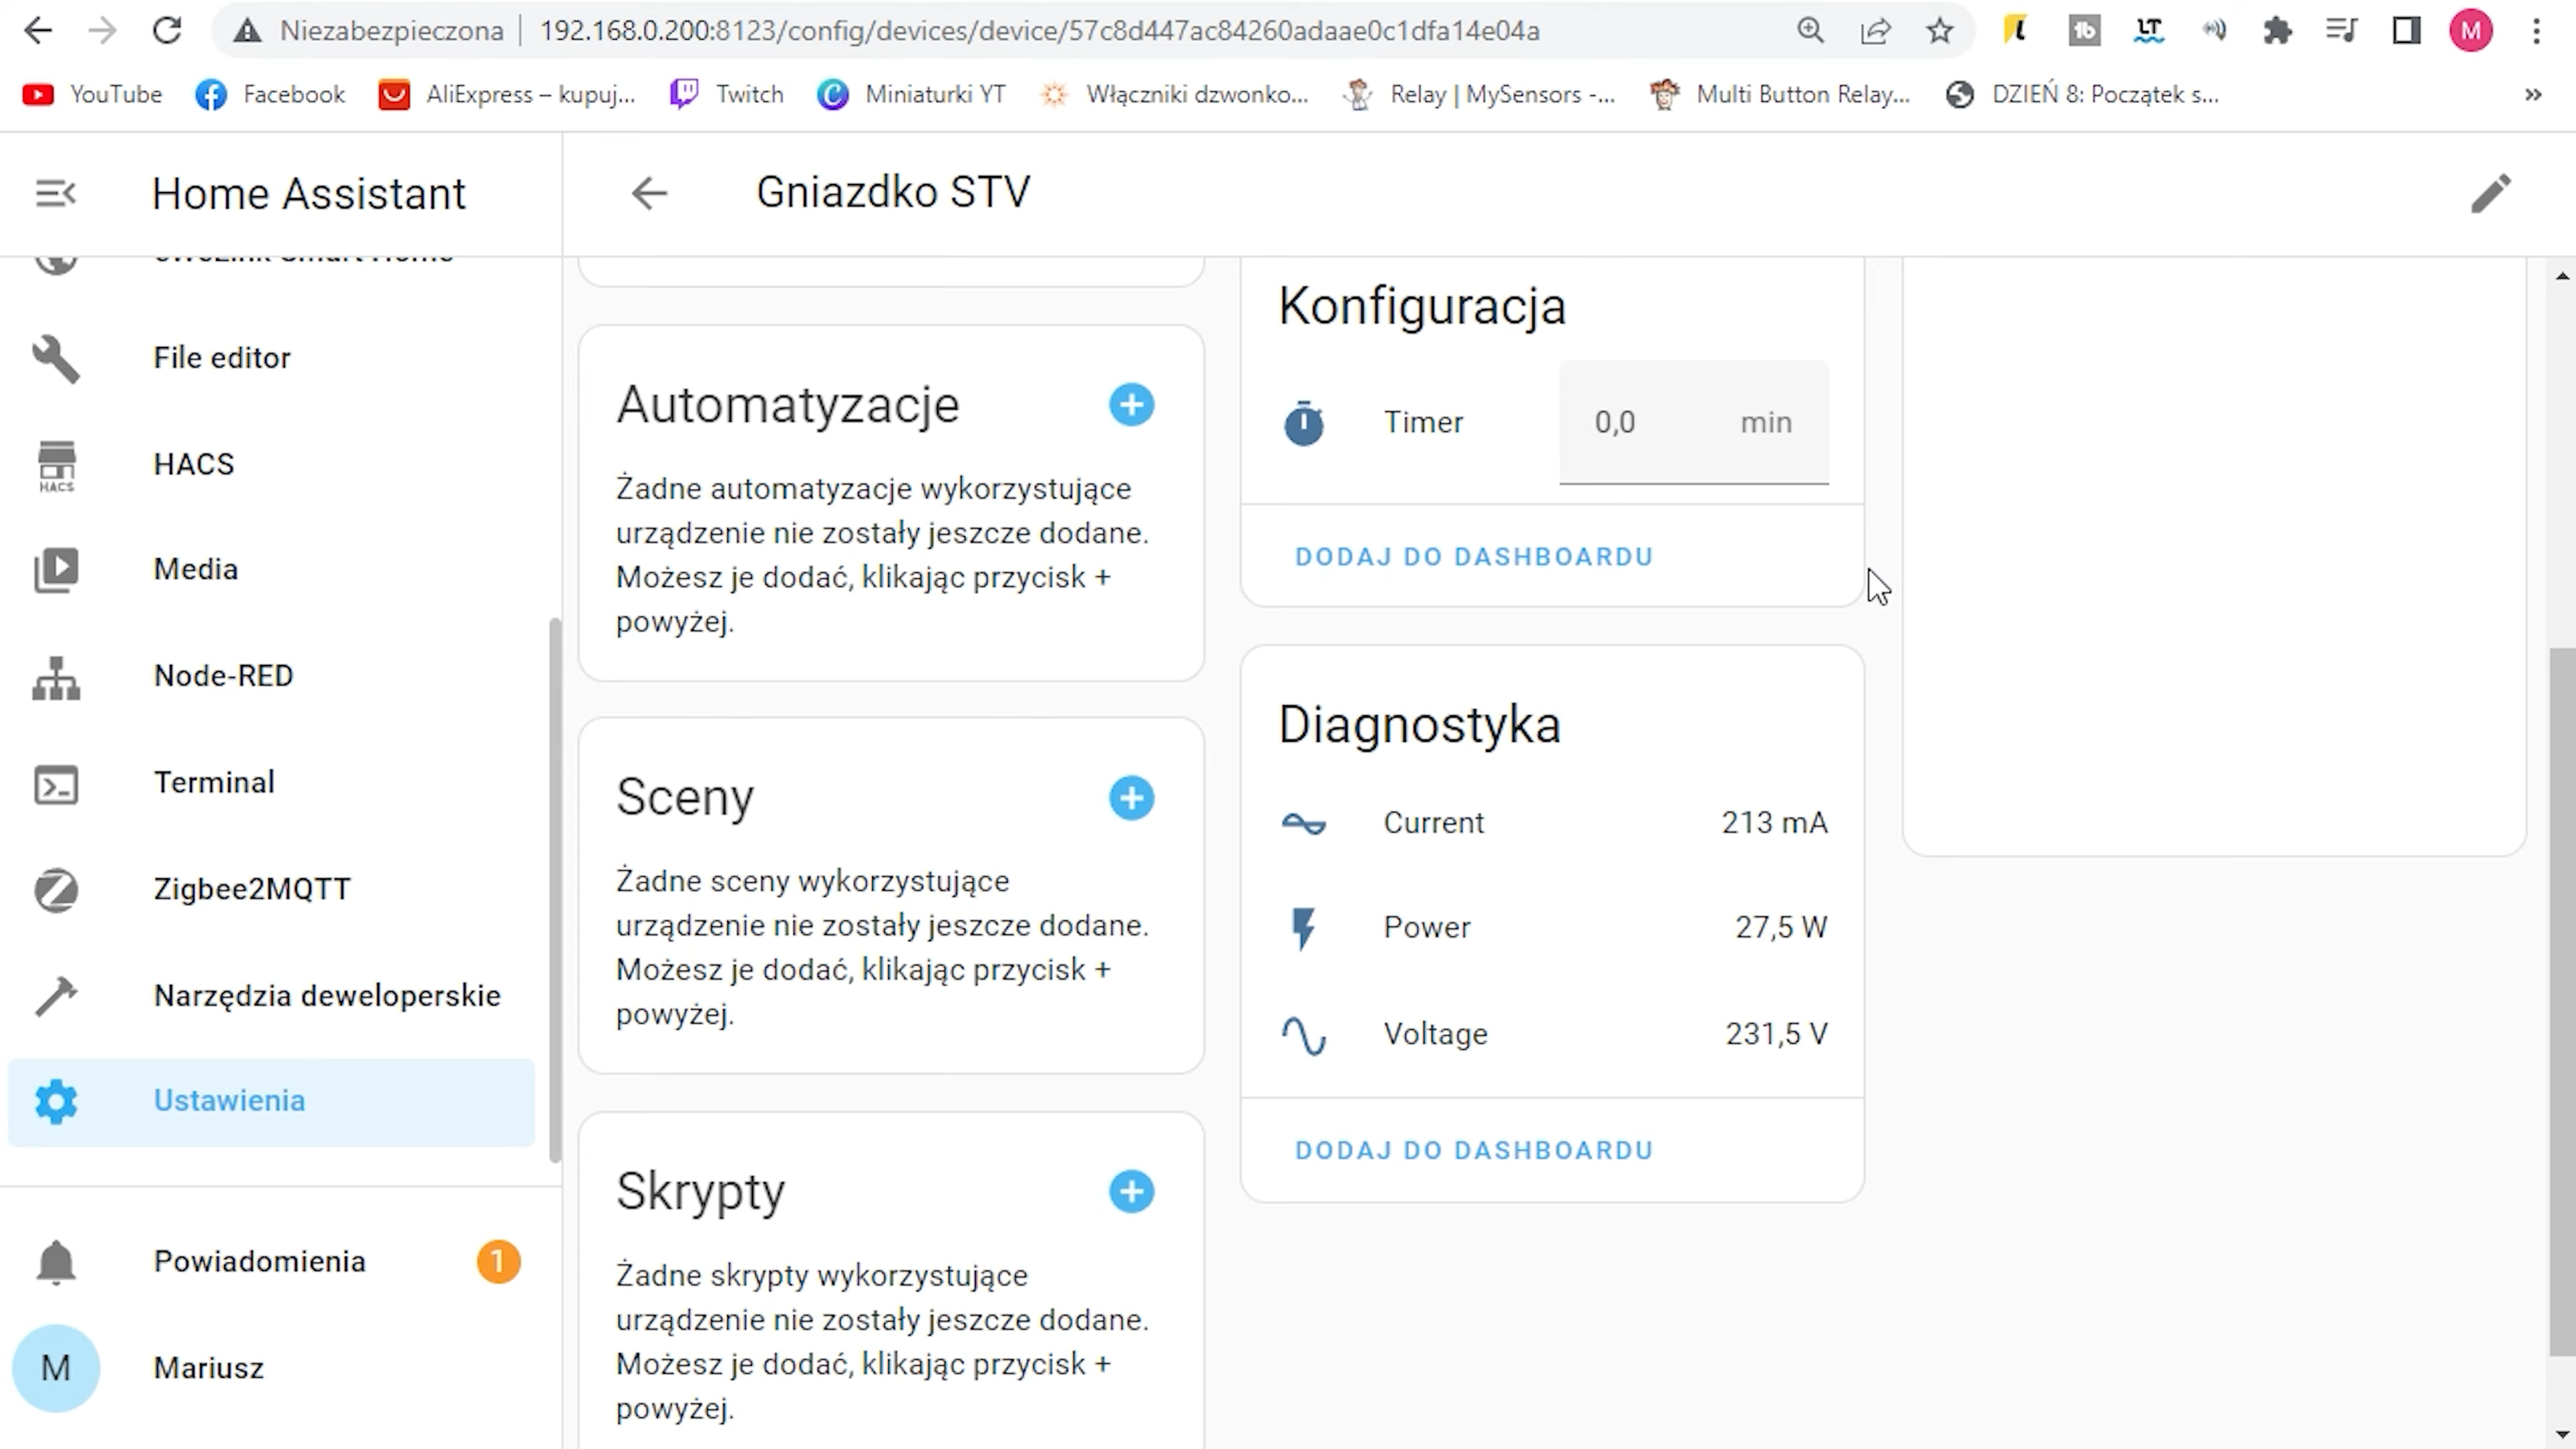 Niezabezpieczona
192.168.0.200:8123/config/devices/device/57c8d447ac84260adaae0c1dfa14e04a
LT
M
YouTube
Facebook
AliExpress – kupuj...
Twitch
Miniaturki YT
Włączniki dzwonko...
Relay | MySensors -...
Multi Button Relay...
DZIEŃ 8: Początek s...
»
Home Assistant
Gniazdko STV
File editor
HACS
HACS
Media
Node-RED
Terminal
Zigbee2MQTT
Narzędzia deweloperskie
Ustawienia
Powiadomienia
1
M
Mariusz
Automatyzacje
Żadne automatyzacje wykorzystujące
urządzenie nie zostały jeszcze dodane.
Możesz je dodać, klikając przycisk +
powyżej.
Sceny
Żadne sceny wykorzystujące
urządzenie nie zostały jeszcze dodane.
Możesz je dodać, klikając przycisk +
powyżej.
Skrypty
Żadne skrypty wykorzystujące
urządzenie nie zostały jeszcze dodane.
Możesz je dodać, klikając przycisk +
powyżej.
Konfiguracja
Timer 0,0 min
DODAJ DO DASHBOARDU
Diagnostyka
Current 213 mA
Power 27,5 W
Voltage 231,5 V
DODAJ DO DASHBOARDU